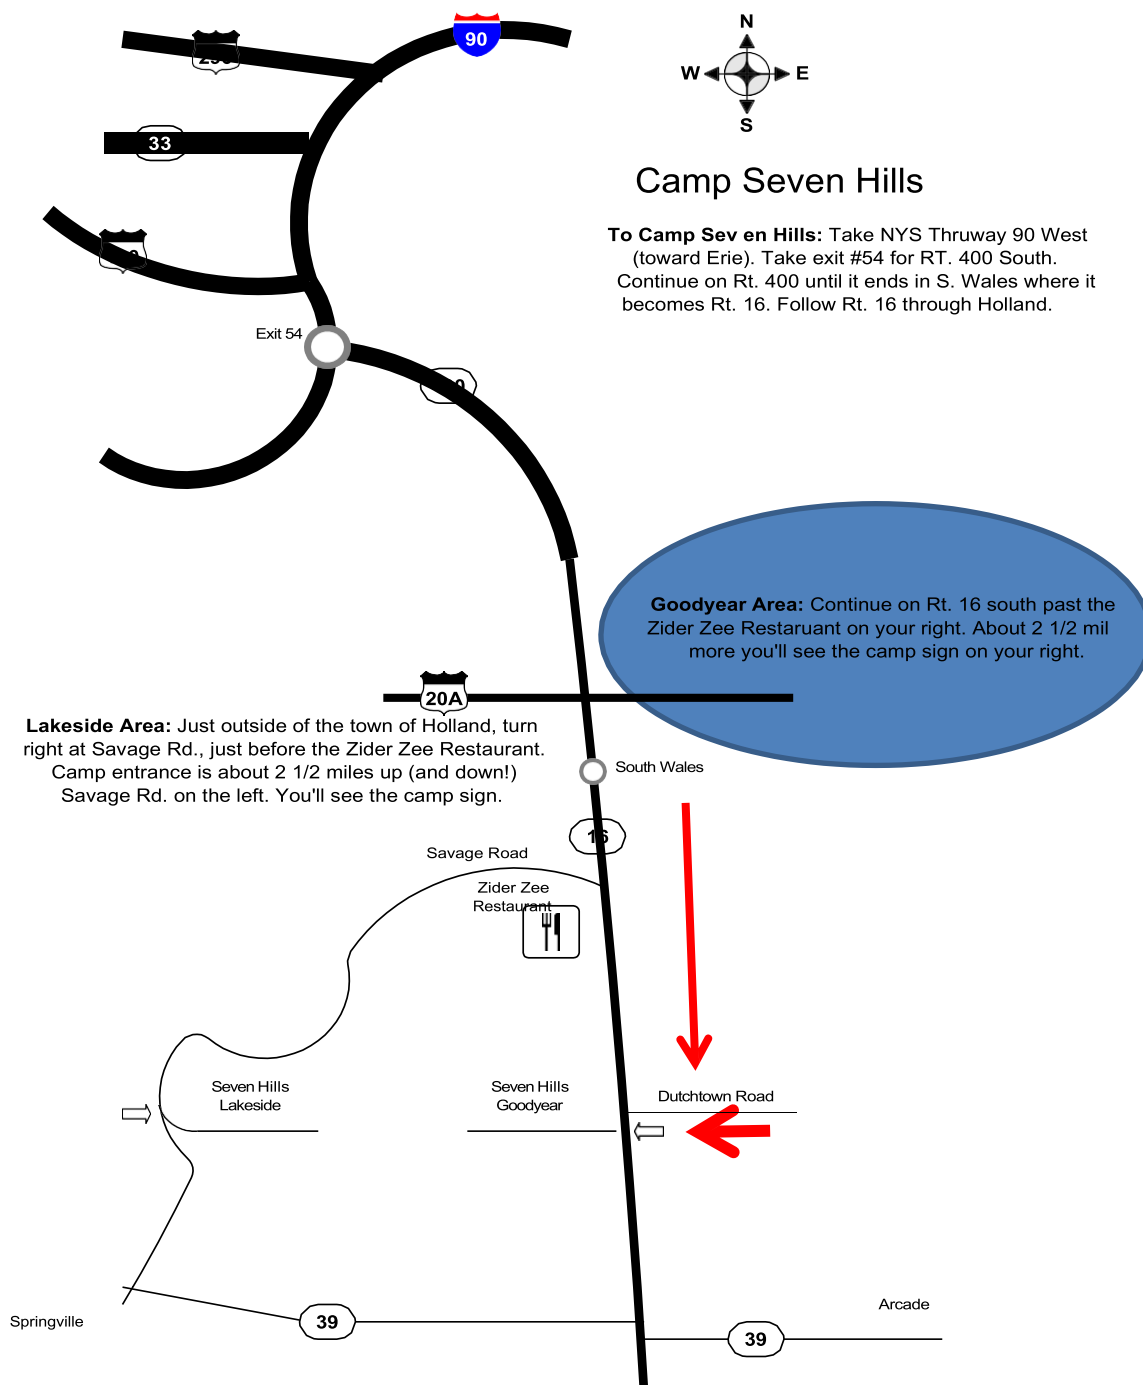 90
N
W E
S
33
Camp Seven Hills
To Camp Sev en Hills: Take NYS Thruway 90 West
(toward Erie). Take exit #54 for RT. 400 South.
Continue on Rt. 400 until it ends in S. Wales where it
becomes Rt. 16. Follow Rt. 16 through Holland.
Exit 54
Goodyear Area: Continue on Rt. 16 south past the
Zider Zee Restaruant on your right. About 2 1/2 mil
more you'll see the camp sign on your right.
20A
Lakeside Area: Just outside of the town of Holland, turn
right at Savage Rd., just before the Zider Zee Restaurant.
Camp entrance is about 2 1/2 miles up (and down!)
Savage Rd. on the left. You'll see the camp sign.
South Wales
16
Savage Road
Zider Zee
Restaurant
Seven Hills
Lakeside
Seven Hills
Goodyear
Dutchtown Road
Arcade
Springville
39
39